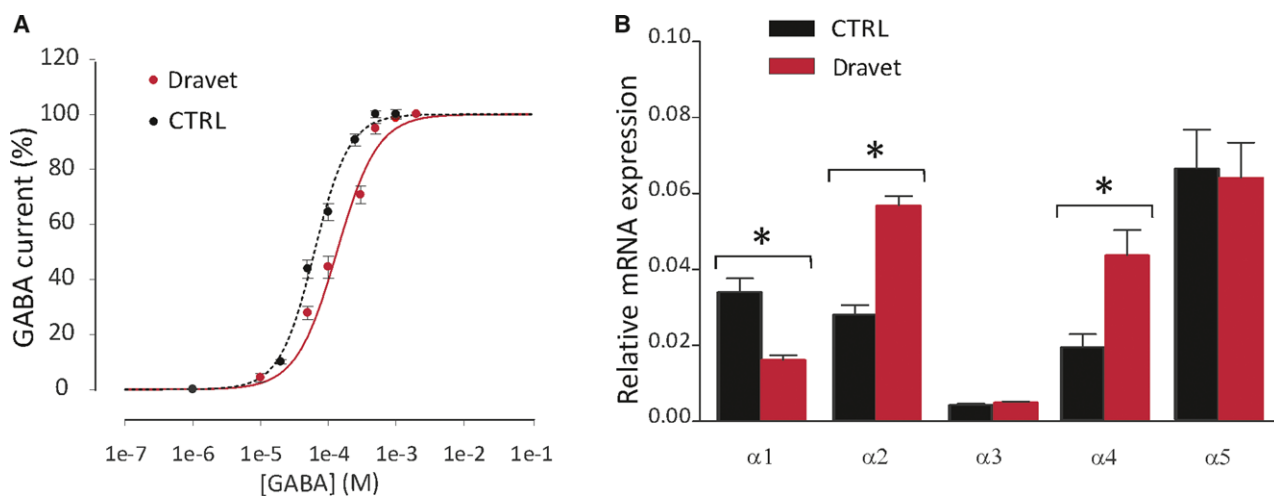 A
120
100
80
60
40
20
0
GABA current (%)
Dravet
CTRL
1e-7 1e-6 1e-5 1e-4 1e-3 1e-2 1e-1
[GABA] (M)
B
CTRL
Dravet
0.10
0.08
0.06
0.04
0.02
0.00
Relative mRNA expression
* * *
α1 α2 α3 α4 α5